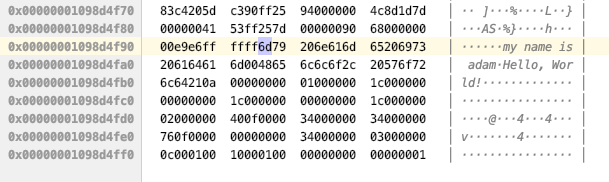 0x00000001098d4f70 83c4205d c390ff25 94000000 4c8d1d7d | ·· ]···%····L··} |
0x00000001098d4f80 00000041 53ff257d 00000090 68000000 | ···AS·%}····h··· |
0x00000001098d4f90 00e9e6ff ffff6d79 206e616d 65206973 | ······my name is |
0x00000001098d4fa0 20616461 6d004865 6c6c6f2c 20576f72 | adam·Hello, Wor |
0x00000001098d4fb0 6c64210a 00000000 01000000 1c000000 | ld!············· |
0x00000001098d4fc0 00000000 1c000000 00000000 1c000000 | ················ |
0x00000001098d4fd0 02000000 400f0000 34000000 34000000 | ····@···4···4··· |
0x00000001098d4fe0 760f0000 00000000 34000000 03000000 | v·······4······· |
0x00000001098d4ff0 0c000100 10000100 00000000 00000001 | ················ |